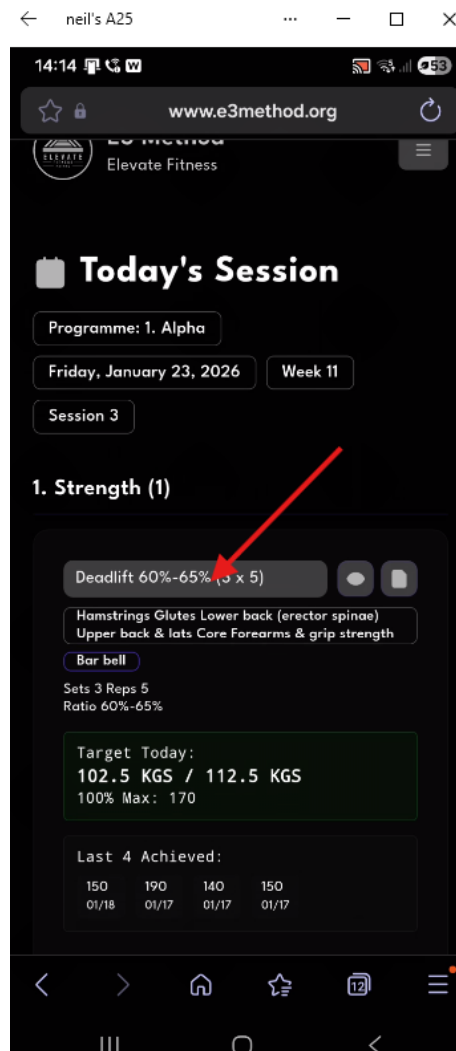 neil's A25
14:14
53
www.e3method.org
E3 Method
Elevate Fitness
ELEVATE
Today's Session
Programme: 1. Alpha
Friday, January 23, 2026
Week 11
Session 3
1. Strength (1)
Deadlift 60%-65% (3 x 5)
Hamstrings Glutes Lower back (erector spinae)
Upper back & lats Core Forearms & grip strength
Bar bell
Sets 3 Reps 5
Ratio 60%-65%
Target Today:
102.5 KGS / 112.5 KGS
100% Max: 170
Last 4 Achieved:
150 190 140 150
01/18 01/17 01/17 01/17
12